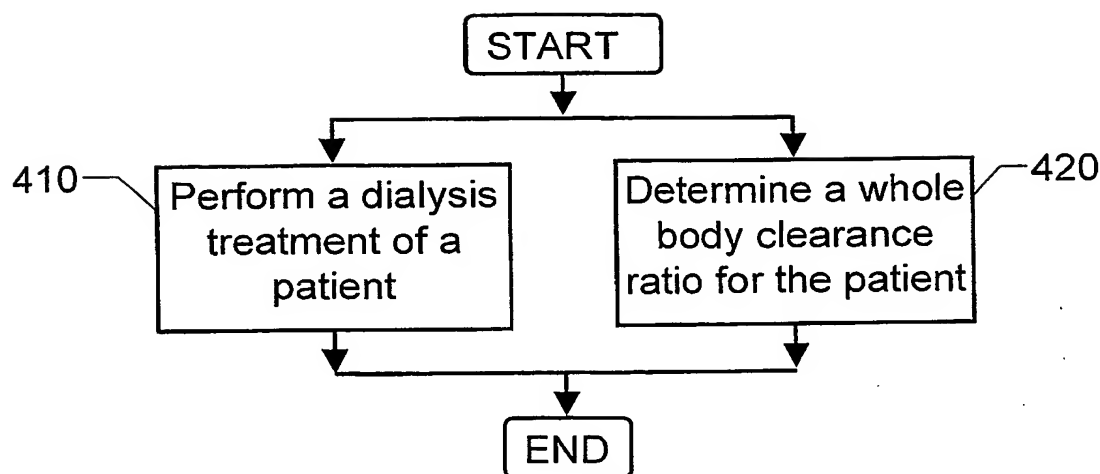 START
410
Perform a dialysis
treatment of a
patient
Determine a whole
body clearance
ratio for the patient
420
END